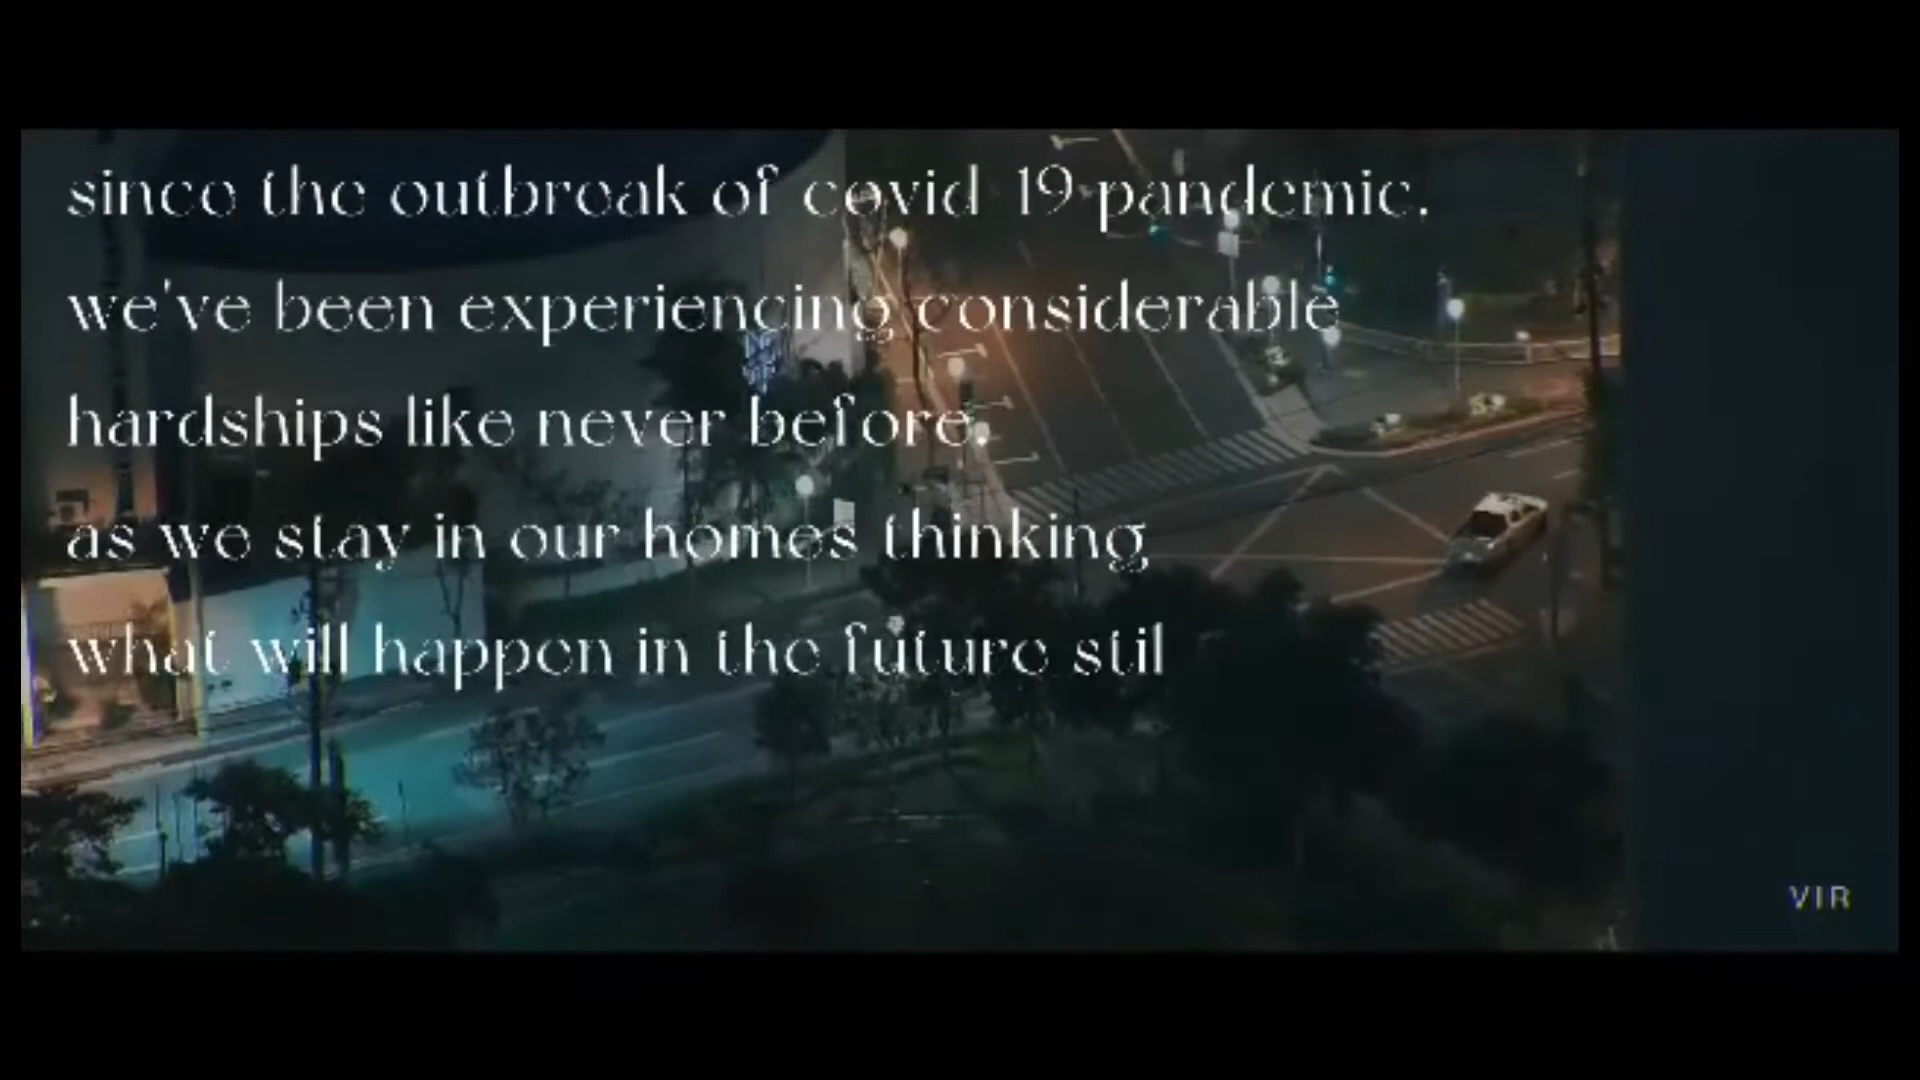 since the outbreak of covid 19 pandemic.
we've been experiencing considerable
hardships like never before.
as we stay in our homes thinking
what will happen in the future stil
VIR